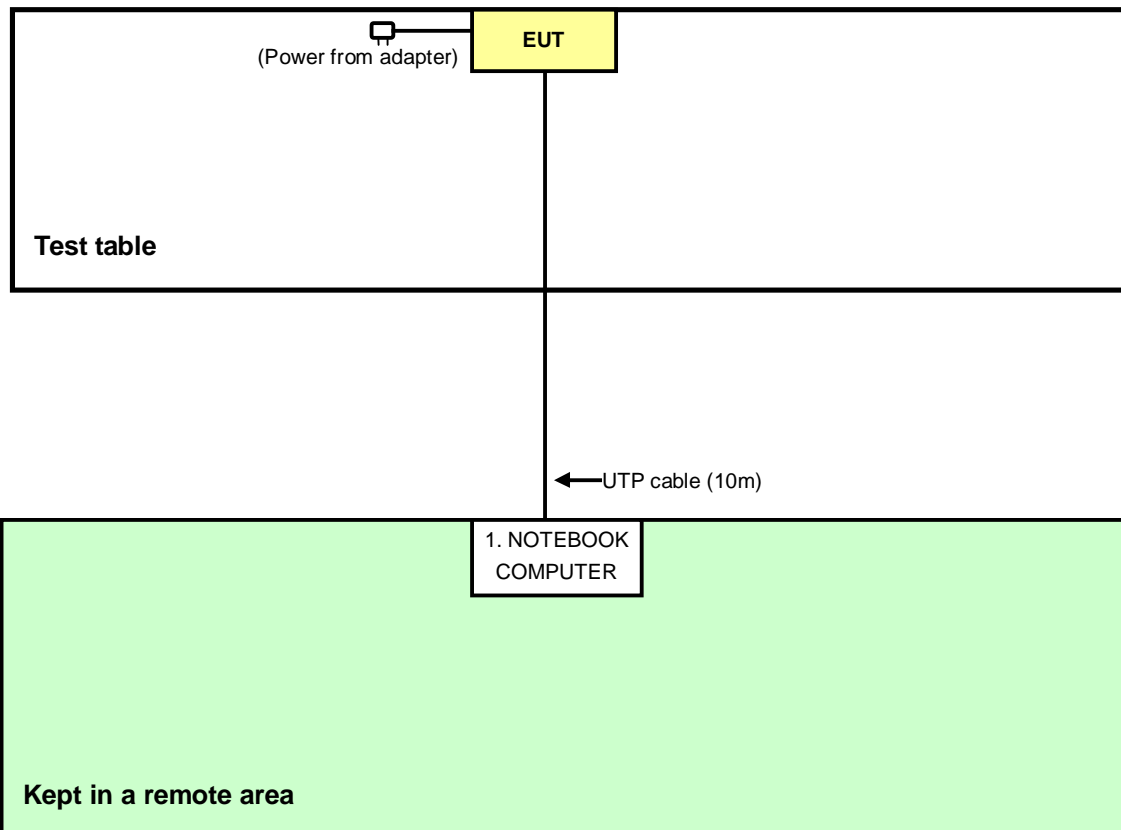 EUT
(Power from adapter)
Test table
UTP cable (10m)
1. NOTEBOOK
COMPUTER
Kept in a remote area